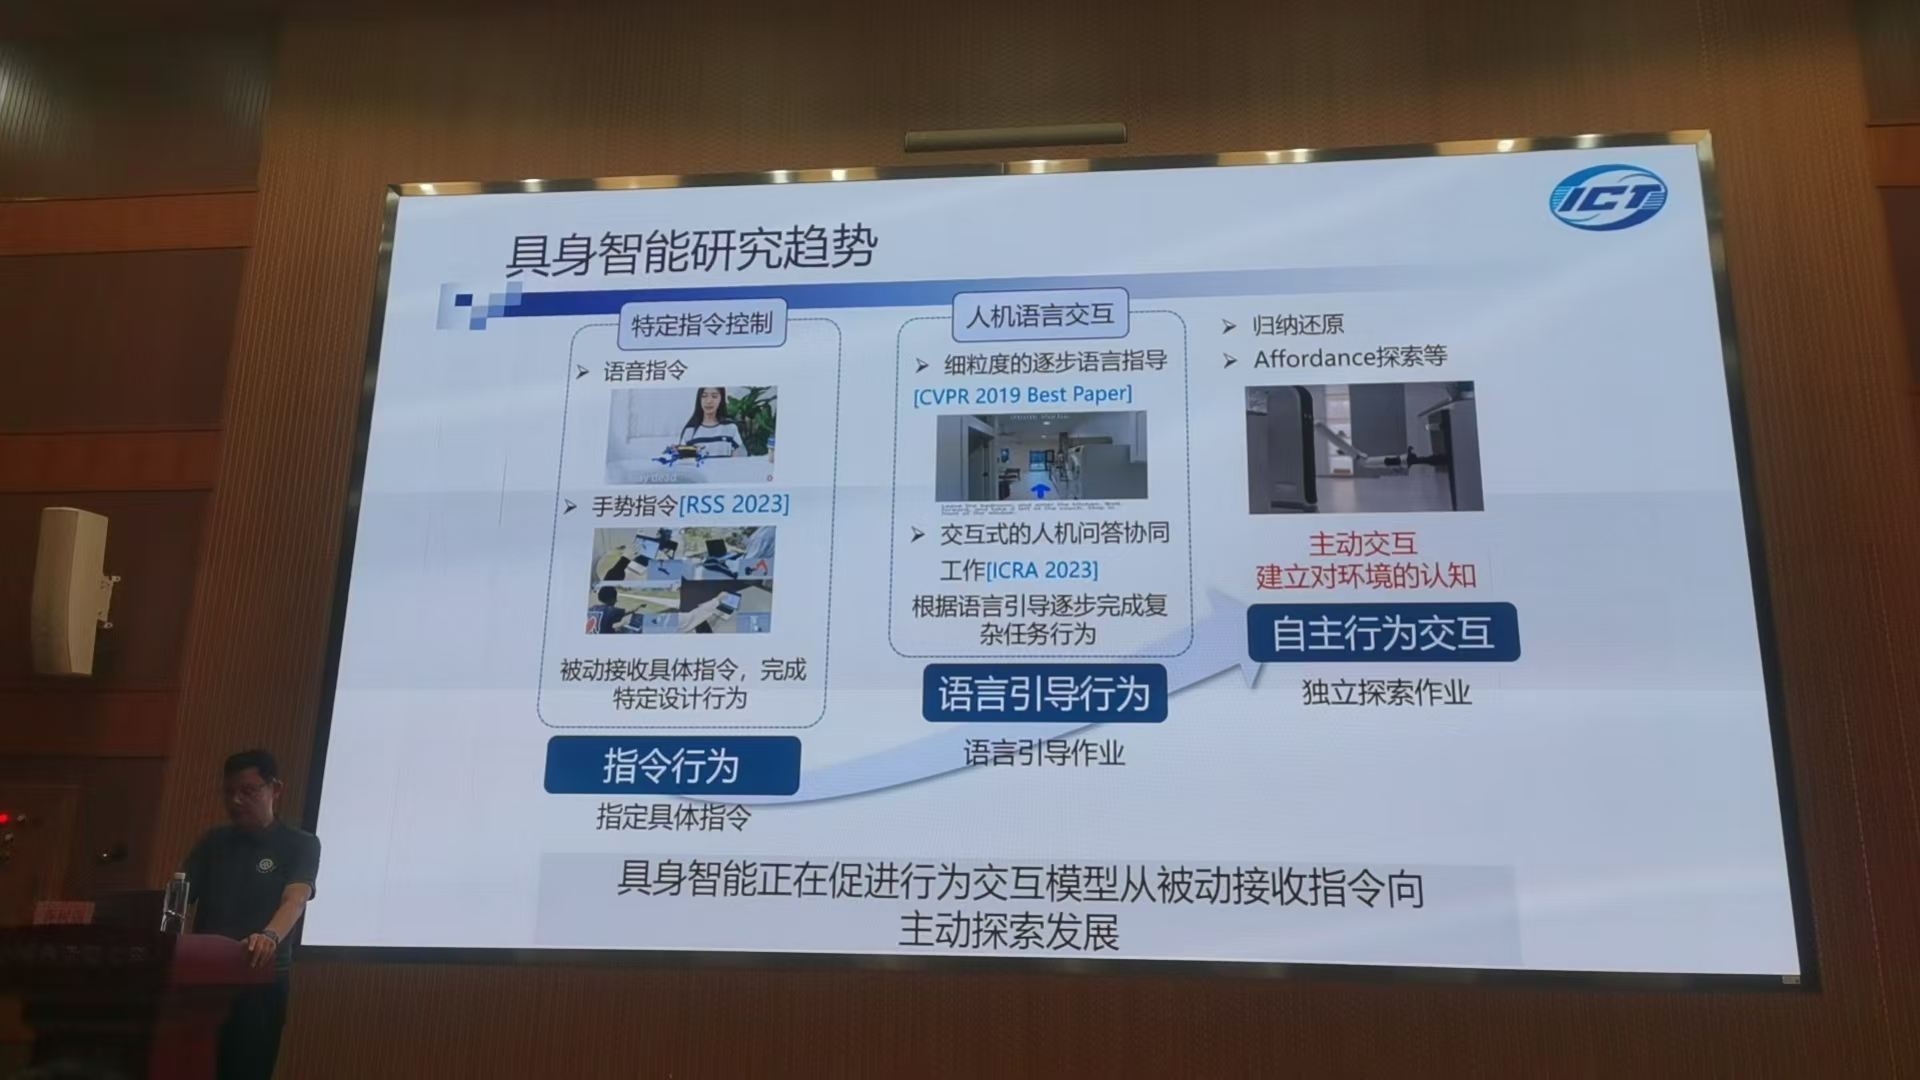 ICT
具身智能研究趋势
特定指令控制
语音指令
手势指令[RSS 2023]
被动接收具体指令，完成
特定设计行为
指令行为
指定具体指令
人机语言交互
细粒度的逐步语言指导
[CVPR 2019 Best Paper]
交互式的人机问答协同
工作[ICRA 2023]
根据语言引导逐步完成复
杂任务行为
语言引导行为
语言引导作业
归纳还原
Affordance探索等
主动交互
建立对环境的认知
自主行为交互
独立探索作业
具身智能正在促进行为交互模型从被动接收指令向
主动探索发展